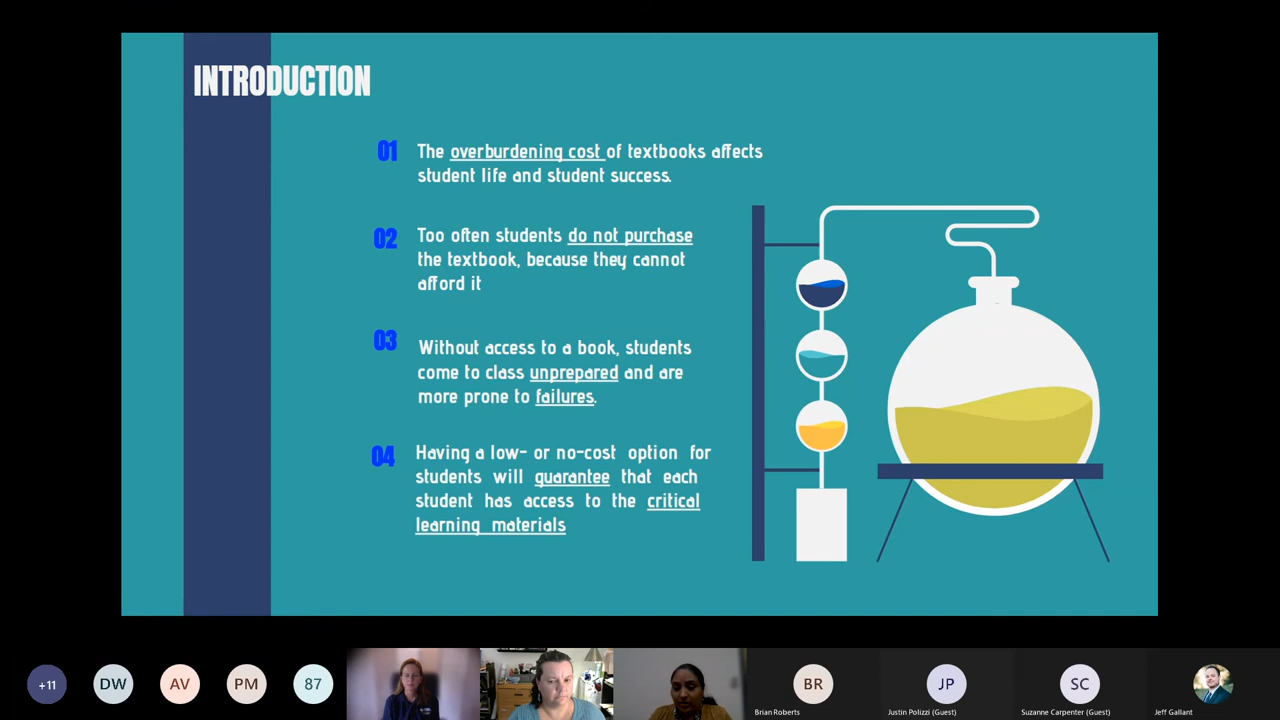 INTRODUCTION
01
The overburdening cost of textbooks affects
student life and student success.
02
Too often students do not purchase
the textbook, because they cannot
afford it
03
Without access to a book, students
come to class unprepared and are
more prone to failures.
04
Having a low- or no-cost option for
students will guarantee that each
student has access to the critical
learning materials
+11
DW
AV
PM
87
BR
Brian Roberts
JP
Justin Polizzi (Guest)
SC
Suzanne Carpenter (Guest)
Jeff Gallant